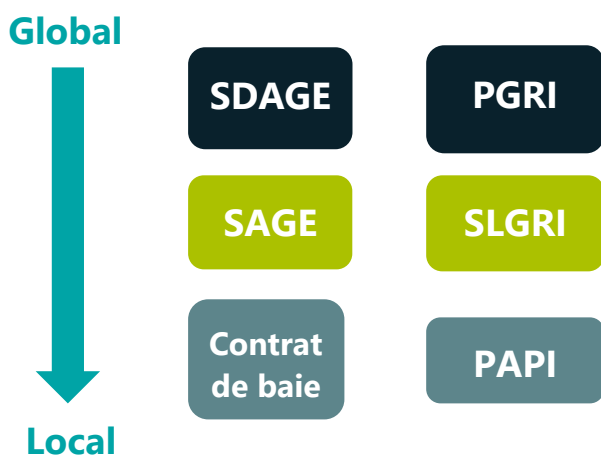 Global
SDAGE
PGRI
SAGE
SLGRI
Contrat
de baie
PAPI
Local